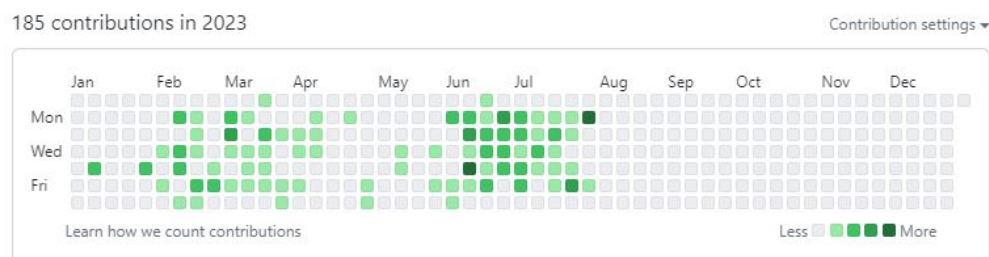 185 contributions in 2023
Contribution settings
Jan Feb Mar Apr May Jun Jul Aug Sep Oct Nov Dec
Mon
Wed
Fri
Learn how we count contributions
Less More